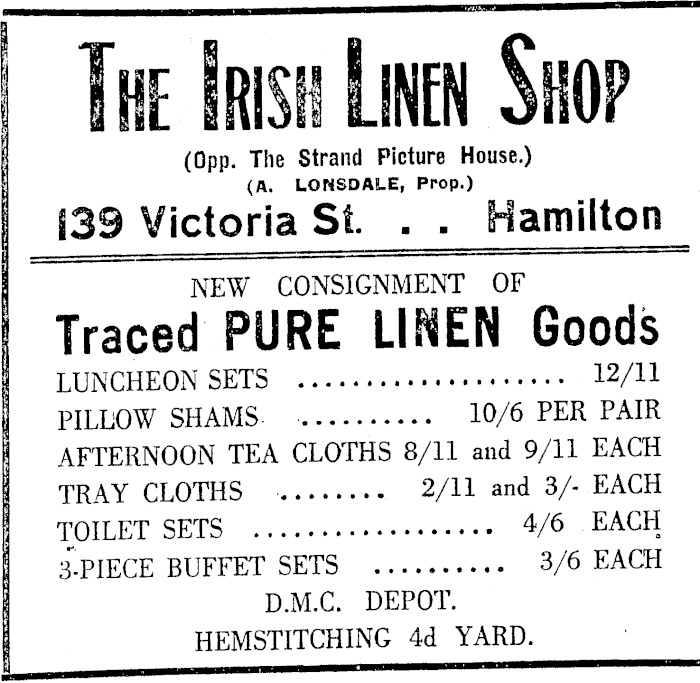 THE IRISH LINEN SHOP
(Opp. The Strand Picture House.)
(A. LONSDALE, Prop.)
139 Victoria St. . . Hamilton
NEW CONSIGNMENT OF
Traced PURE LINEN Goods
LUNCHEON SETS ..................... 12/11
PILLOW SHAMS .......... 10/6 PER PAIR
AFTERNOON TEA CLOTHS 8/11 and 9/11 EACH
TRAY CLOTHS ........ 2/11 and 3/- EACH
TOILET SETS .................. 4/6 EACH
3-PIECE BUFFET SETS .......... 3/6 EACH
D.M.C. DEPOT.
HEMSTITCHING 4d YARD.